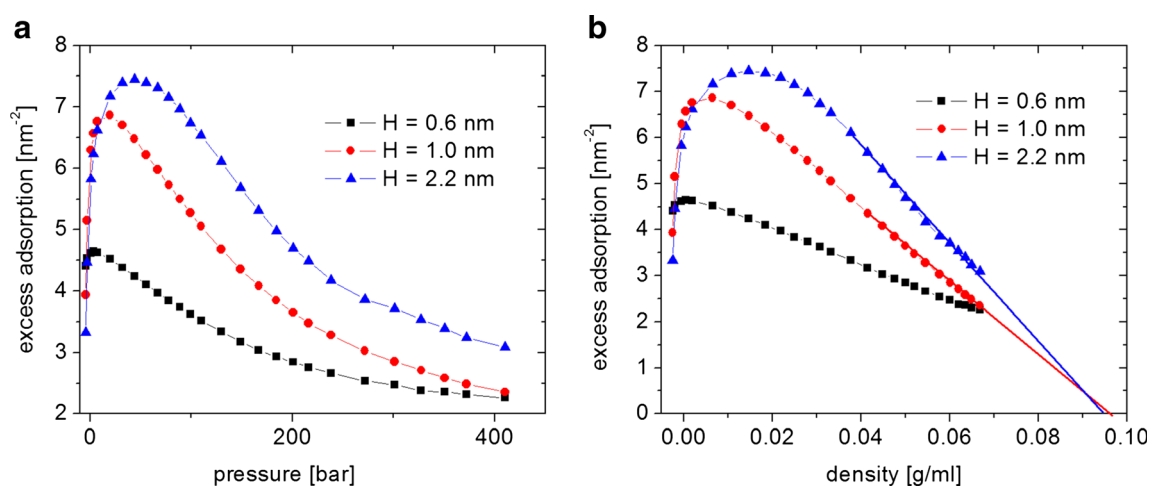 a
excess adsorption [nm-2]
8
7
6
5
4
3
2
H = 0.6 nm
H = 1.0 nm
H = 2.2 nm
0 200 400
pressure [bar]
b
excess adsorption [nm-2]
8
7
6
5
4
3
2
1
0
H = 0.6 nm
H = 1.0 nm
H = 2.2 nm
0.00 0.02 0.04 0.06 0.08 0.10
density [g/ml]